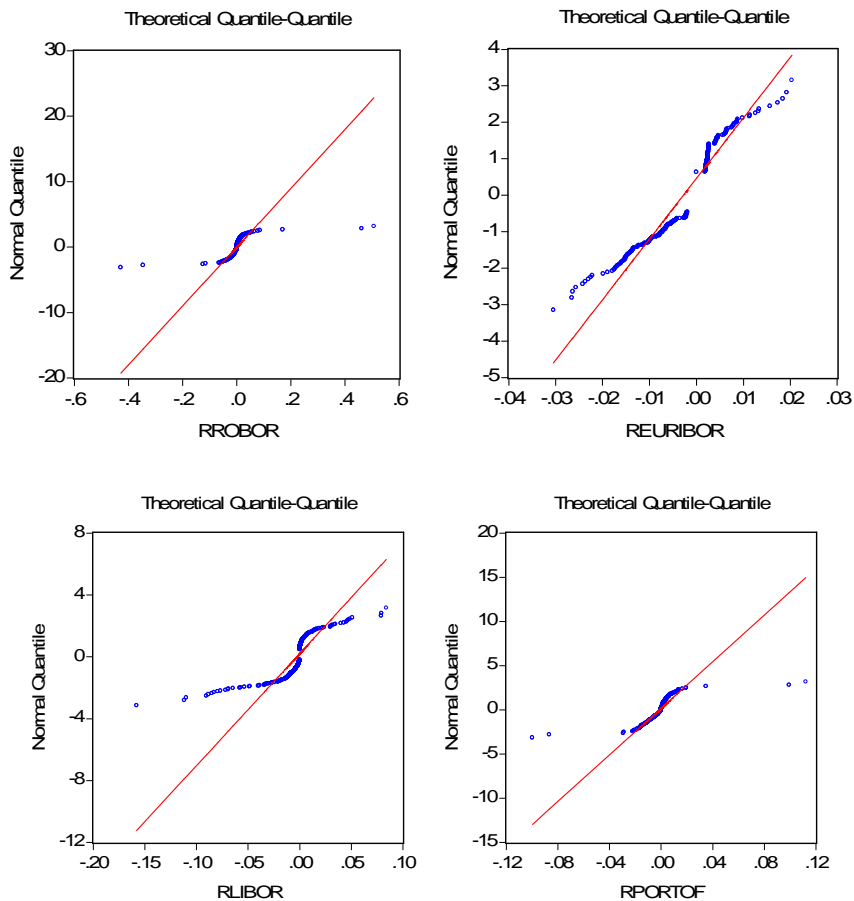 Theoretical Quantile-Quantile
30
20
10
0
-10
-20
Normal Quantile
-.6 -.4 -.2 .0 .2 .4 .6
RROBOR
Theoretical Quantile-Quantile
4
3
2
1
0
-1
-2
-3
-4
-5
Normal Quantile
-.04 -.03 -.02 -.01 .00 .01 .02 .03
REURIBOR
Theoretical Quantile-Quantile
8
4
0
-4
-8
-12
Normal Quantile
-.20 -.15 -.10 -.05 .00 .05 .10
RLIBOR
Theoretical Quantile-Quantile
20
15
10
5
0
-5
-10
-15
Normal Quantile
-.12 -.08 -.04 .00 .04 .08 .12
RPORTOF